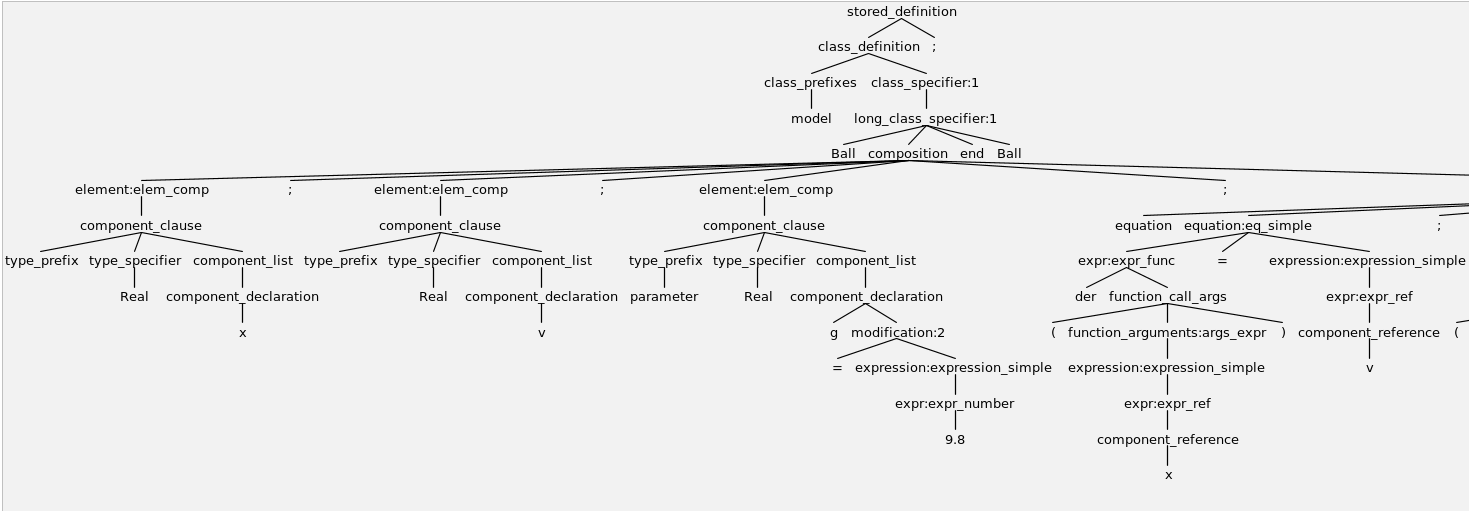 stored_definition
class_definition ;
class_prefixes class_specifier:1
model long_class_specifier:1
Ball composition end Ball
element:elem_comp ; element:elem_comp ; element:elem_comp ;
component_clause component_clause component_clause equation equation:eq_simple ;
type_prefix type_specifier component_list type_prefix type_specifier component_list type_prefix type_specifier component_list expr:expr_func = expression:expression_simple
Real component_declaration Real component_declaration parameter Real component_declaration der function_call_args expr:expr_ref
x v g modification:2 ( function_arguments:args_expr ) component_reference (
= expression:expression_simple expression:expression_simple v
expr:expr_number expr:expr_ref
9.8 component_reference
x